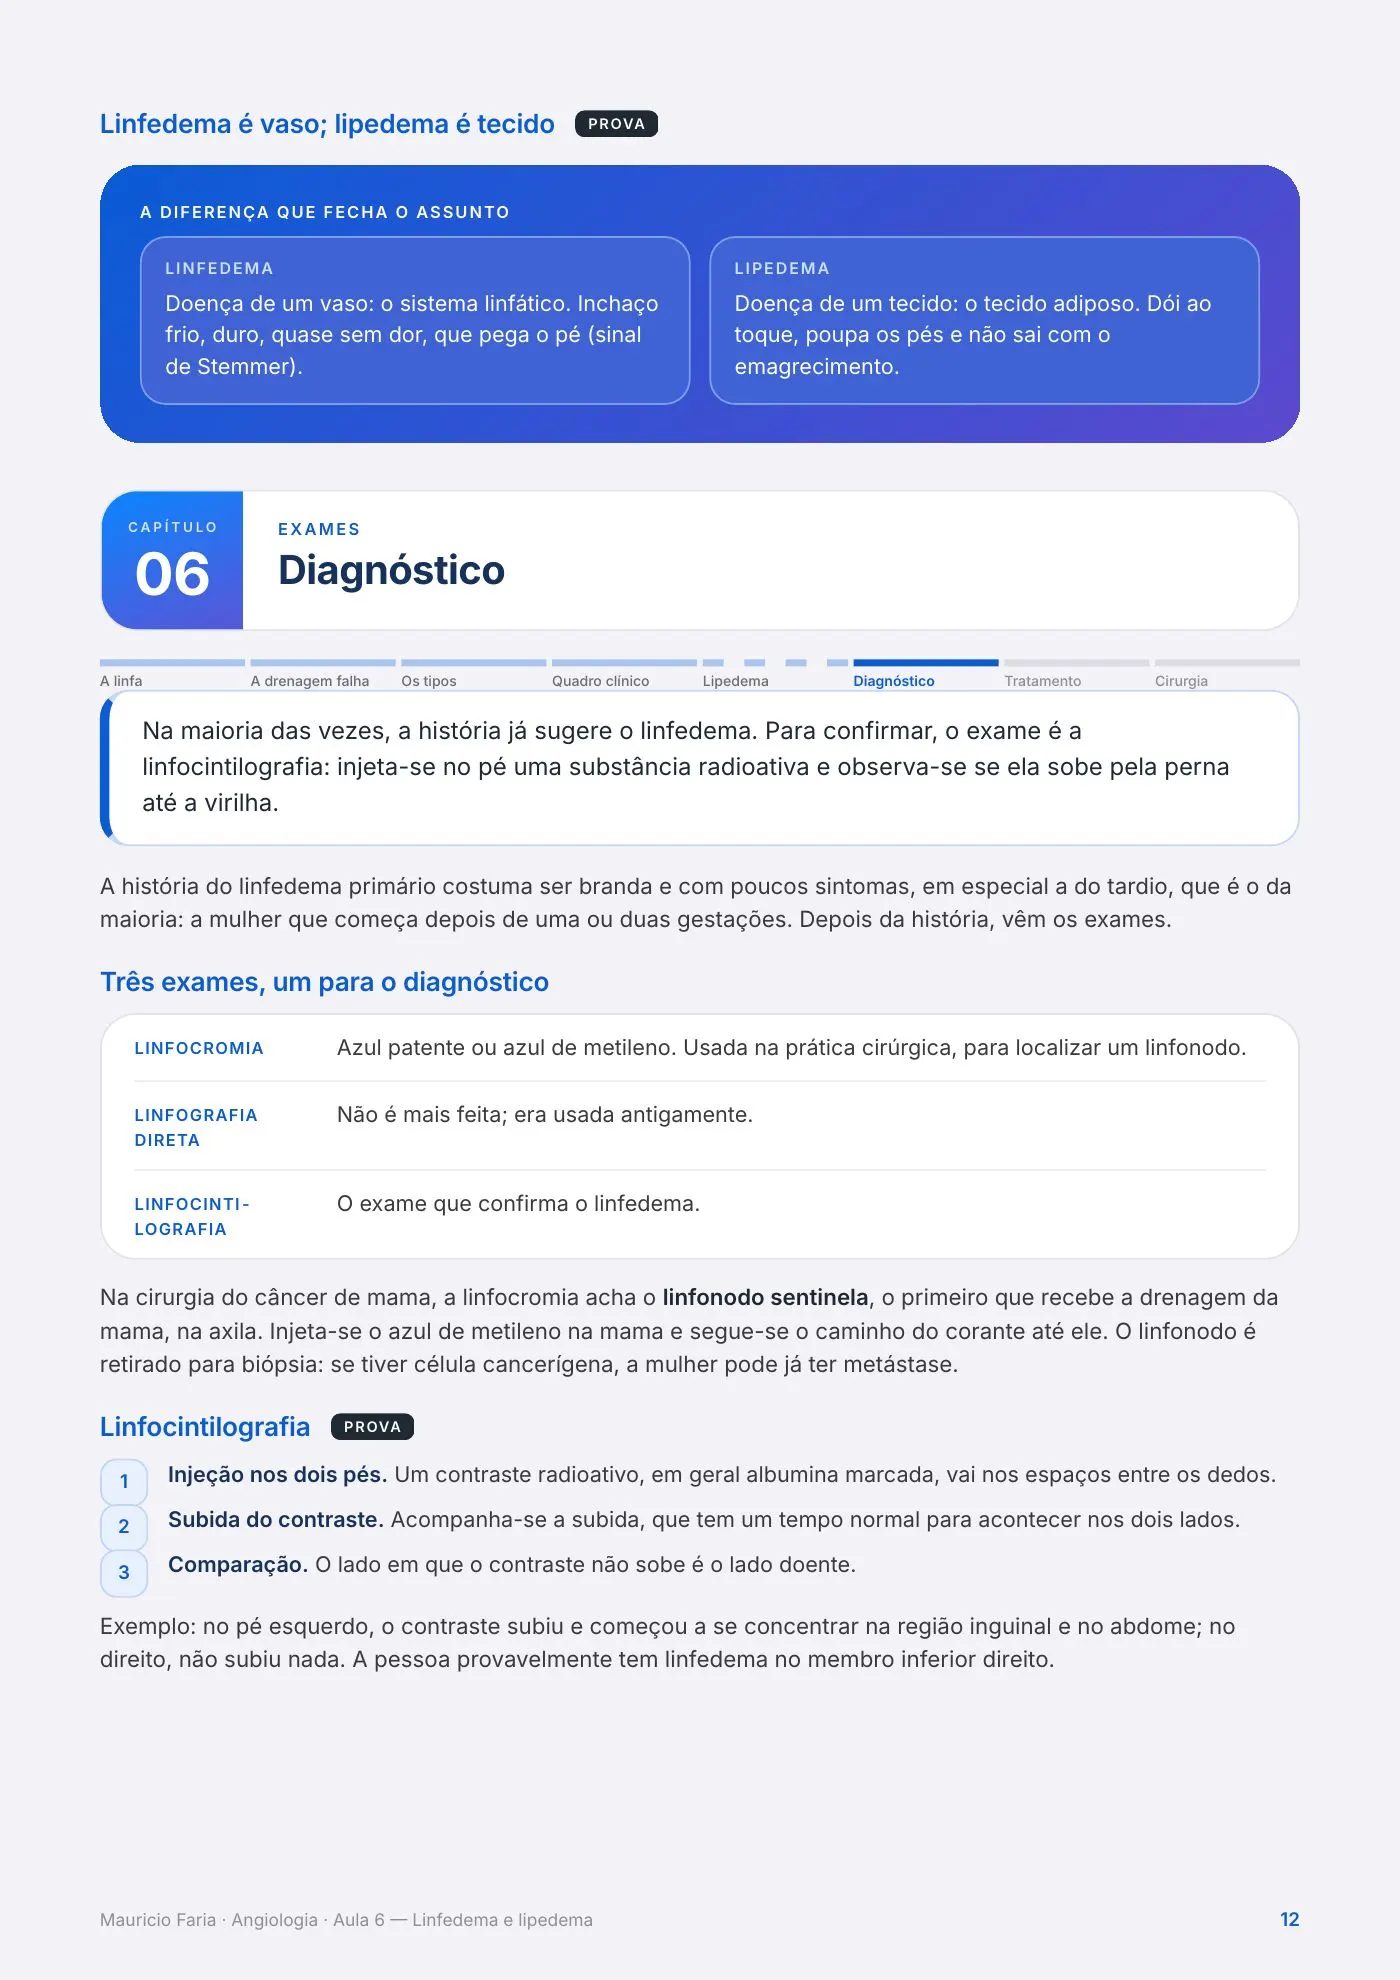 Linfedema é vaso; lipedema é tecido PROVA
A DIFERENÇA QUE FECHA O ASSUNTO
LINFEDEMA
Doença de um vaso: o sistema linfático. Inchaço
frio, duro, quase sem dor, que pega o pé (sinal
de Stemmer).
LIPEDEMA
Doença de um tecido: o tecido adiposo. Dói ao
toque, poupa os pés e não sai com o
emagrecimento.
CAPÍTULO
06
EXAMES
Diagnóstico
A linfa A drenagem falha Os tipos Quadro clínico Lipedema Diagnóstico Tratamento Cirurgia
Na maioria das vezes, a história já sugere o linfedema. Para confirmar, o exame é a
linfocintilografia: injeta-se no pé uma substância radioativa e observa-se se ela sobe pela perna
até a virilha.
A história do linfedema primário costuma ser branda e com poucos sintomas, em especial a do tardio, que é o da
maioria: a mulher que começa depois de uma ou duas gestações. Depois da história, vêm os exames.
Três exames, um para o diagnóstico
LINFOCROMIA Azul patente ou azul de metileno. Usada na prática cirúrgica, para localizar um linfonodo.
LINFOGRAFIA Não é mais feita; era usada antigamente.
DIRETA
LINFOCINTI- O exame que confirma o linfedema.
LOGRAFIA
Na cirurgia do câncer de mama, a linfocromia acha o linfonodo sentinela, o primeiro que recebe a drenagem da
mama, na axila. Injeta-se o azul de metileno na mama e segue-se o caminho do corante até ele. O linfonodo é
retirado para biópsia: se tiver célula cancerígena, a mulher pode já ter metástase.
Linfocintilografia PROVA
1 Injeção nos dois pés. Um contraste radioativo, em geral albumina marcada, vai nos espaços entre os dedos.
2 Subida do contraste. Acompanha-se a subida, que tem um tempo normal para acontecer nos dois lados.
3 Comparação. O lado em que o contraste não sobe é o lado doente.
Exemplo: no pé esquerdo, o contraste subiu e começou a se concentrar na região inguinal e no abdome; no
direito, não subiu nada. A pessoa provavelmente tem linfedema no membro inferior direito.
Mauricio Faria · Angiologia · Aula 6 — Linfedema e lipedema 12